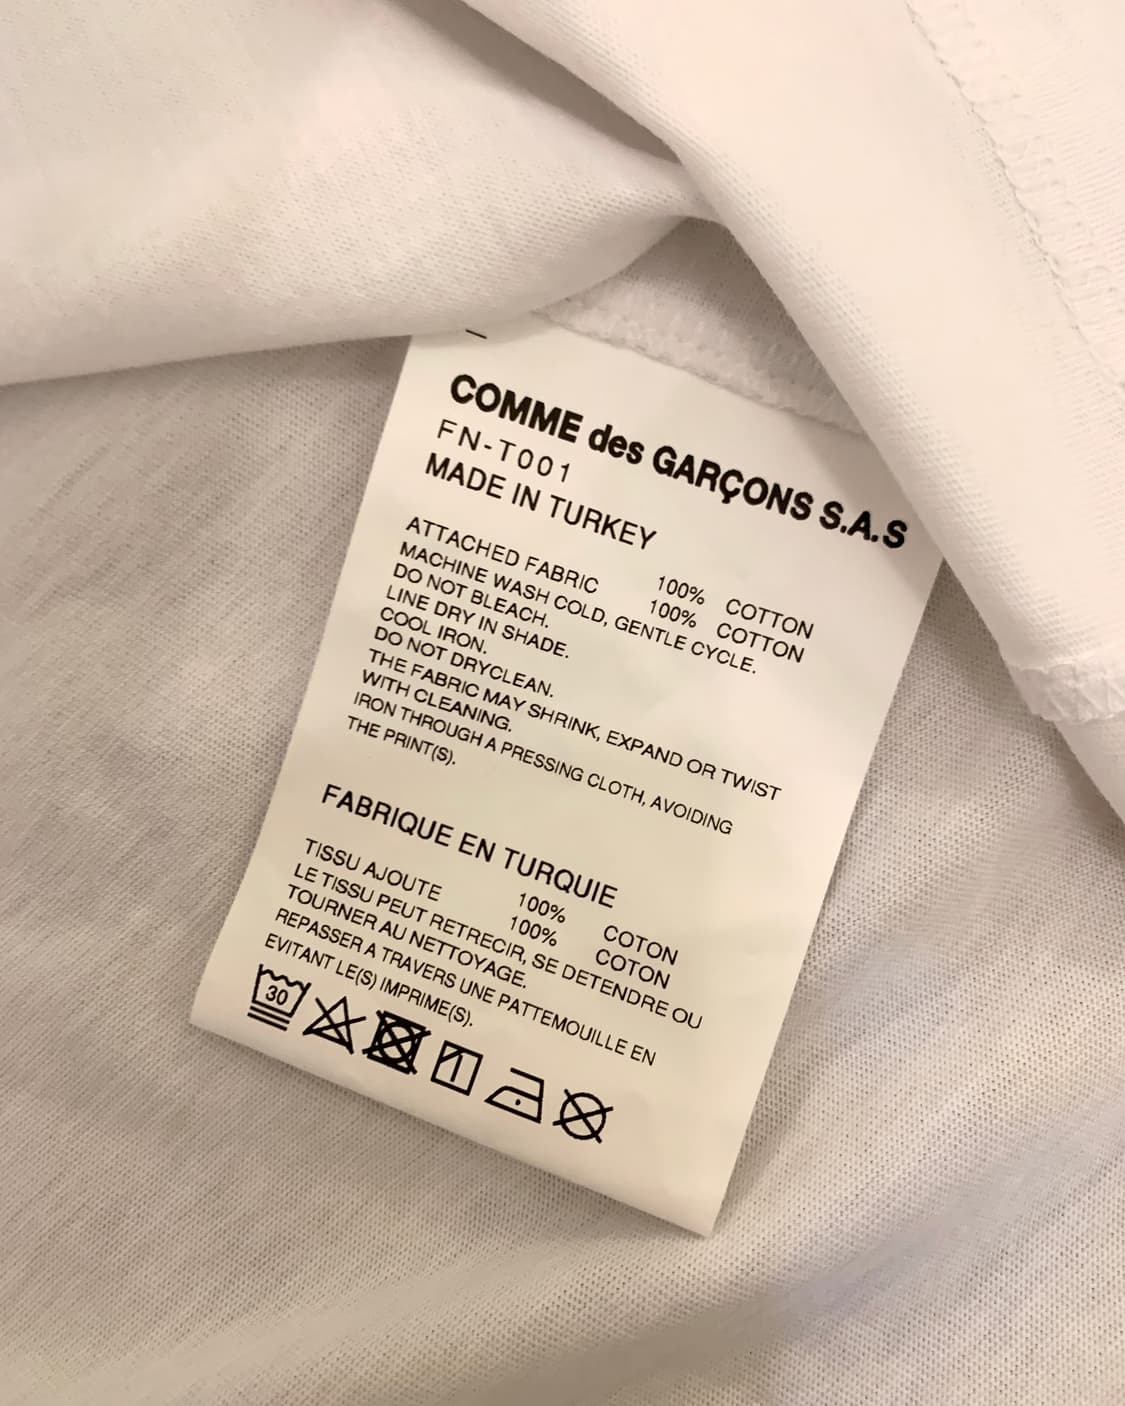 COMME des GARÇONS S.A.S
FN-T001
MADE IN TURKEY
100% COTTON
ATTACHED FABRIC 100% COTTON
MACHINE WASH COLD, GENTLE CYCLE.
DO NOT BLEACH.
LINE DRY IN SHADE.
COOL IRON.
DO NOT DRYCLEAN.
THE FABRIC MAY SHRINK, EXPAND OR TWIST
WITH CLEANING.
IRON THROUGH A PRESSING CLOTH, AVOIDING
THE PRINT(S).
FABRIQUE EN TURQUIE
100% COTON
TISSU AJOUTE 100% COTON
LE TISSU PEUT RETRECIR, SE DETENDRE OU
TOURNER AU NETTOYAGE.
REPASSER A TRAVERS UNE PATTEMOUILLE EN
EVITANT LE(S) IMPRIME(S).
30